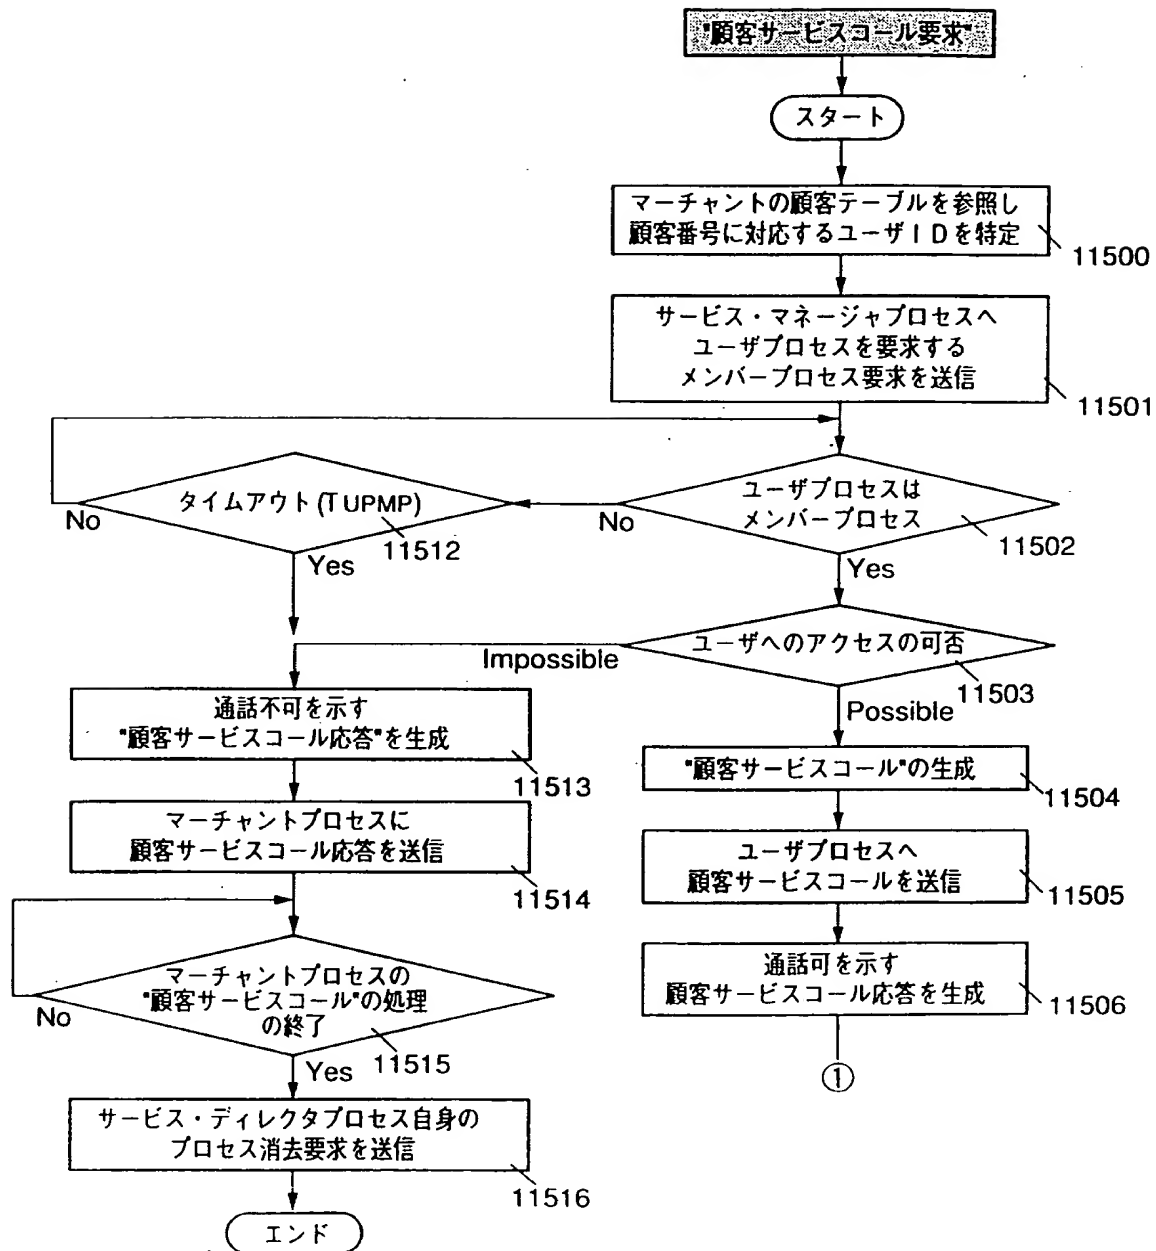 "顧客サービスコール要求"
スタート
マーチャントの顧客テーブルを参照し
顧客番号に対応するユーザIDを特定
11500
サービス・マネージャプロセスへ
ユーザプロセスを要求する
メンバープロセス要求を送信
11501
ユーザプロセスは
メンバープロセス
11502
No
Yes
タイムアウト(TUPMP)
11512
No
Yes
ユーザへのアクセスの可否
11503
Impossible
Possible
通話不可を示す
"顧客サービスコール応答"を生成
11513
マーチャントプロセスに
顧客サービスコール応答を送信
11514
マーチャントプロセスの
"顧客サービスコール"の処理
の終了
11515
No
Yes
サービス・ディレクタプロセス自身の
プロセス消去要求を送信
11516
エンド
"顧客サービスコール"の生成
11504
ユーザプロセスへ
顧客サービスコールを送信
11505
通話可を示す
顧客サービスコール応答を生成
11506
①